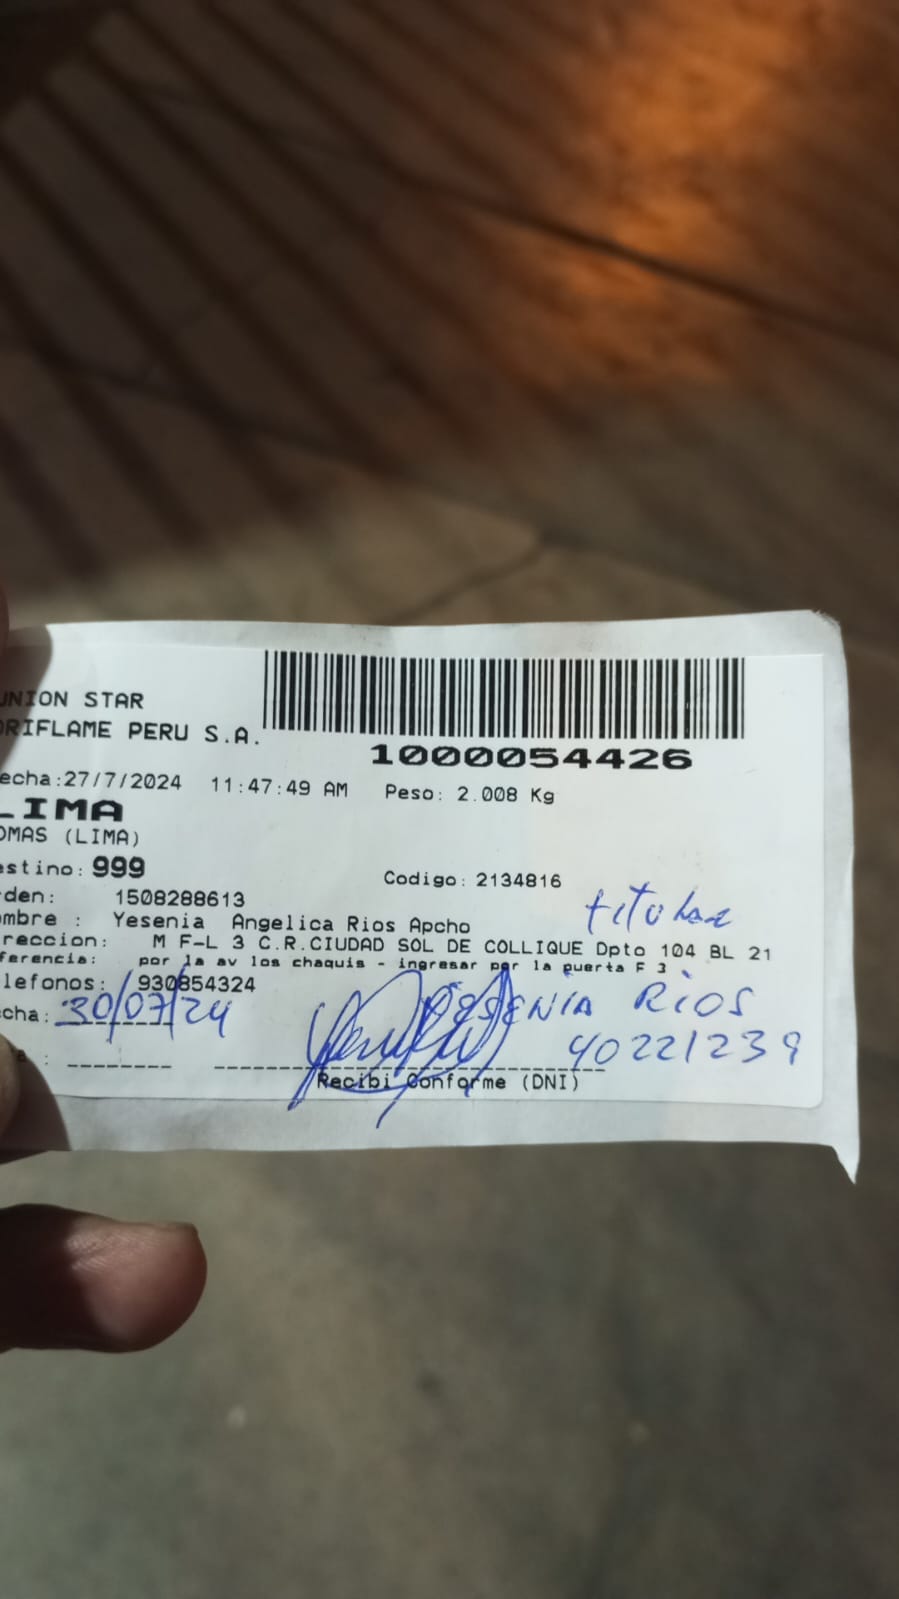 UNION STAR
ORIFLAME PERU S.A.
1000054426
echa:27/7/2024 11:47:49 AM Peso: 2.008 Kg
LIMA
OMAS (LIMA)
estino: 999
Codigo: 2134816
rden: 1508288613
titular
ombre : Yesenia Angelica Rios Apcho
reccion: M F-L 3 C.R.CIUDAD SOL DE COLLIQUE Dpto 104 BL 21
ferencia: por la av los chaquis - ingresar por la puerta F 3
lefonos: 930854324
cha: 30/07/24
YESENIA RIOS
40221239
Recibi Conforme (DNI)